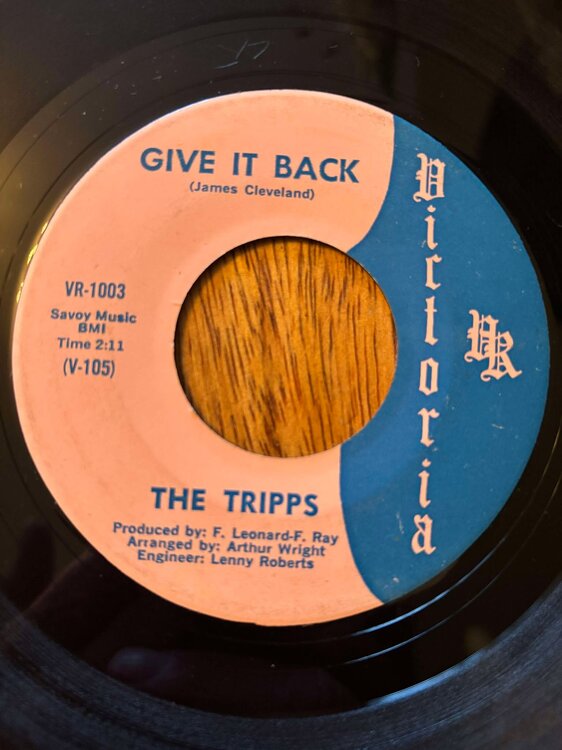 GIVE IT BACK
(James Cleveland)
VR-1003
Savoy Music
BMI
Time 2:11
(V-105)
THE TRIPPS
Produced by: F. Leonard-F. Ray
Arranged by: Arthur Wright
Engineer: Lenny Roberts
Victoria
VR